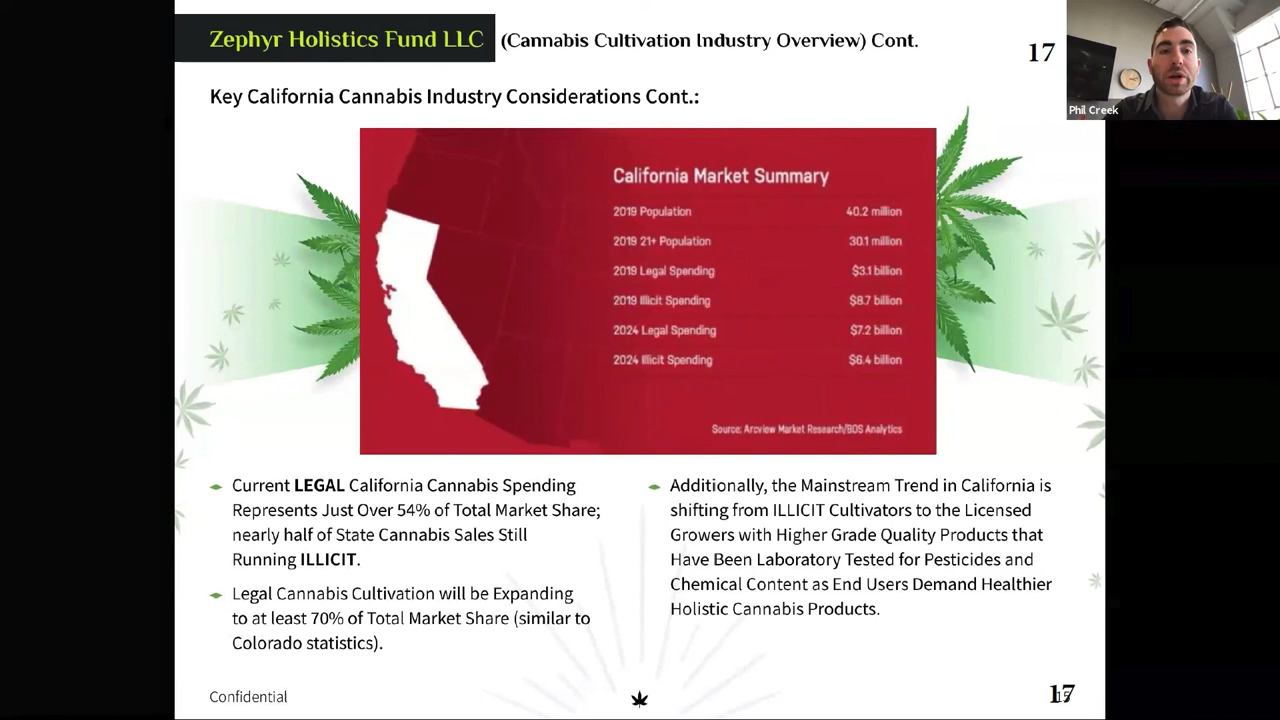 Zephyr Holistics Fund LLC (Cannabis Cultivation Industry Overview) Cont.
17
Phil Creek
Key California Cannabis Industry Considerations Cont.:
California Market Summary
2019 Population 40.2 million
2019 21+ Population 30.1 million
2019 Legal Spending $3.1 billion
2019 Illicit Spending $8.7 billion
2024 Legal Spending $7.2 billion
2024 Illicit Spending $6.4 billion
Source: Arcview Market Research/BDS Analytics
Current LEGAL California Cannabis Spending
Represents Just Over 54% of Total Market Share;
nearly half of State Cannabis Sales Still
Running ILLICIT.
Legal Cannabis Cultivation will be Expanding
to at least 70% of Total Market Share (similar to
Colorado statistics).
Additionally, the Mainstream Trend in California is
shifting from ILLICIT Cultivators to the Licensed
Growers with Higher Grade Quality Products that
Have Been Laboratory Tested for Pesticides and
Chemical Content as End Users Demand Healthier
Holistic Cannabis Products.
Confidential
17